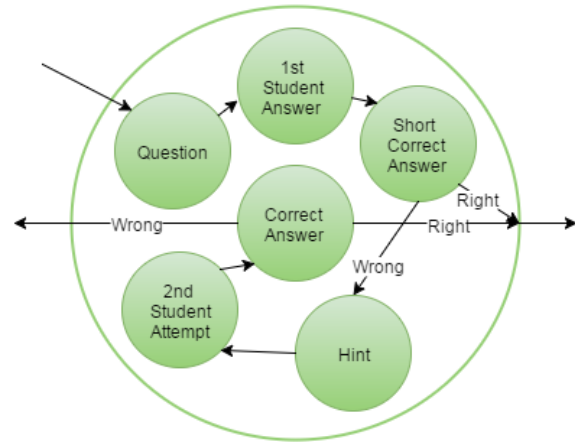 1st
Student
Answer
Question
Short
Correct
Answer
Right
Wrong
Correct
Answer
Right
Wrong
2nd
Student
Attempt
Hint